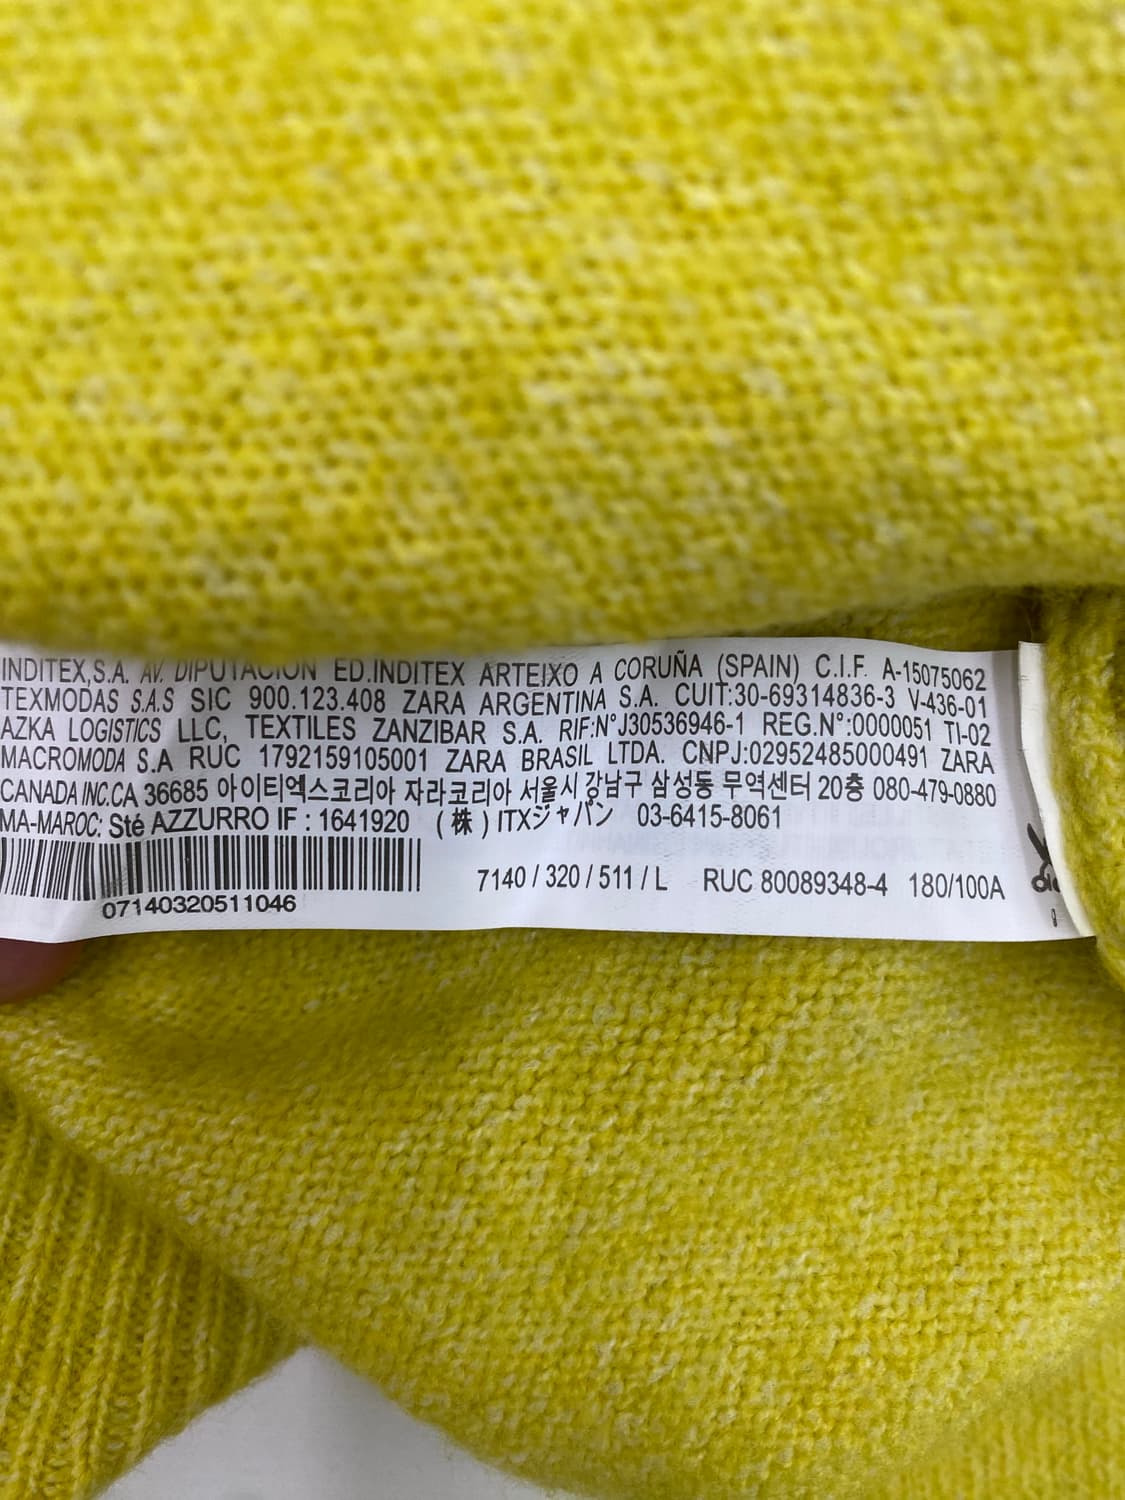 INDITEX,S.A. AV. DIPUTACIÓN ED.INDITEX ARTEIXO A CORUÑA (SPAIN) C.I.F. A-15075062
TEXMODAS S.A.S SIC 900.123.408 ZARA ARGENTINA S.A. CUIT:30-69314836-3 V-436-01
AZKA LOGISTICS LLC, TEXTILES ZANZIBAR S.A. RIF:N°J30536946-1 REG.N°:0000051 TI-02
MACROMODA S.A RUC 1792159105001 ZARA BRASIL LTDA. CNPJ:02952485000491 ZARA
CANADA INC.CA 36685 아이티엑스코리아 자라코리아 서울시 강남구 삼성동 무역센터 20층 080-479-0880
MA-MAROC: Sté AZZURRO IF : 1641920 (株) ITXジャパン 03-6415-8061
7140 / 320 / 511 / L RUC 80089348-4 180/100A
07140320511046